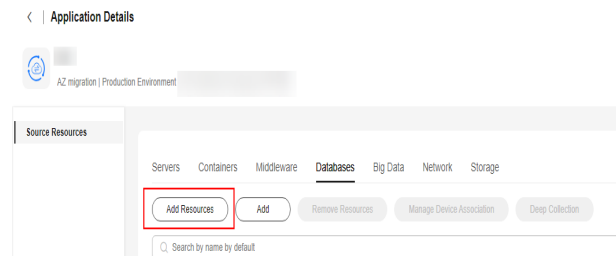 Application Details
AZ migration | Production Environment
Source Resources
Servers Containers Middleware Databases Big Data Network Storage
Add Resources Add Remove Resources Manage Device Association Deep Collection
Search by name by default